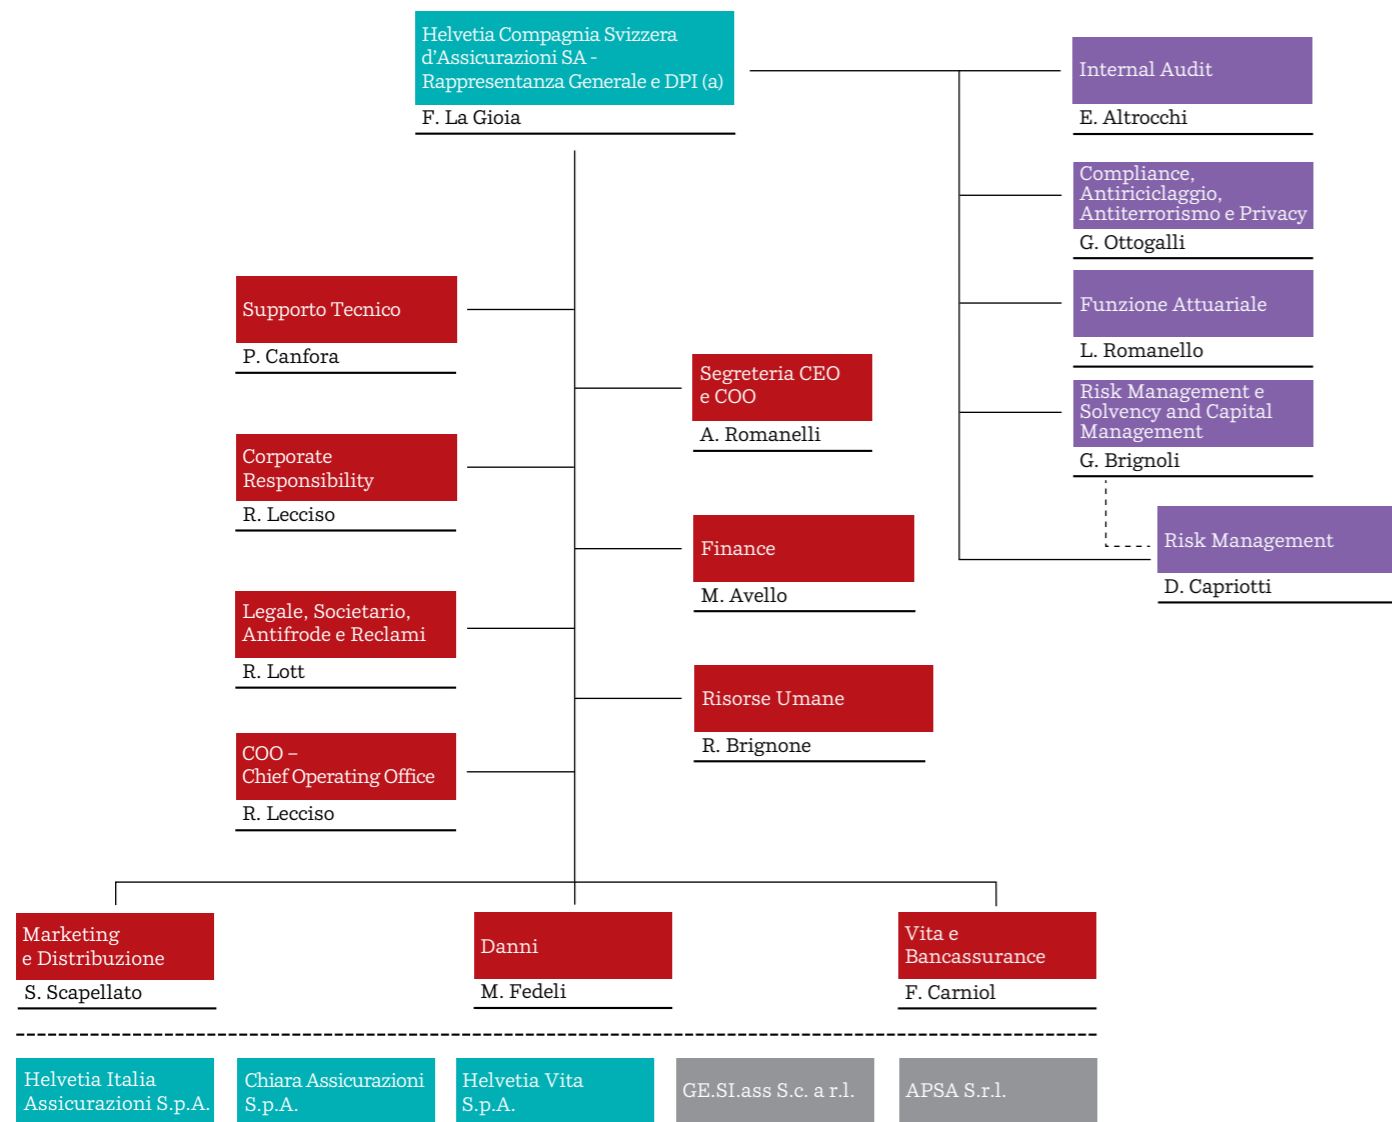 Helvetia Compagnia Svizzera
d’Assicurazioni SA -
Rappresentanza Generale e DPI (a)
F. La Gioia
Internal Audit
E. Altrocchi
Compliance,
Antiriciclaggio,
Antiterrorismo e Privacy
G. Ottogalli
Funzione Attuariale
L. Romanello
Risk Management e
Solvency and Capital
Management
G. Brignoli
Risk Management
D. Capriotti
Supporto Tecnico
P. Canfora
Segreteria CEO
e COO
A. Romanelli
Corporate
Responsibility
R. Lecciso
Finance
M. Avello
Legale, Societario,
Antifrode e Reclami
R. Lott
Risorse Umane
R. Brignone
COO –
Chief Operating Office
R. Lecciso
Marketing
e Distribuzione
S. Scapellato
Danni
M. Fedeli
Vita e
Bancassurance
F. Carniol
Helvetia Italia
Assicurazioni S.p.A.
Chiara Assicurazioni
S.p.A.
Helvetia Vita
S.p.A.
GE.SI.ass S.c. a r.l.
APSA S.r.l.